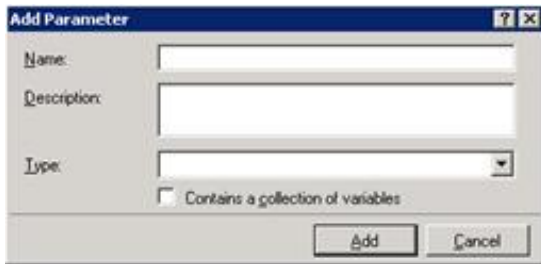 Add Parameter
Name:
Description:
Type:
Contains a collection of variables
Add Cancel